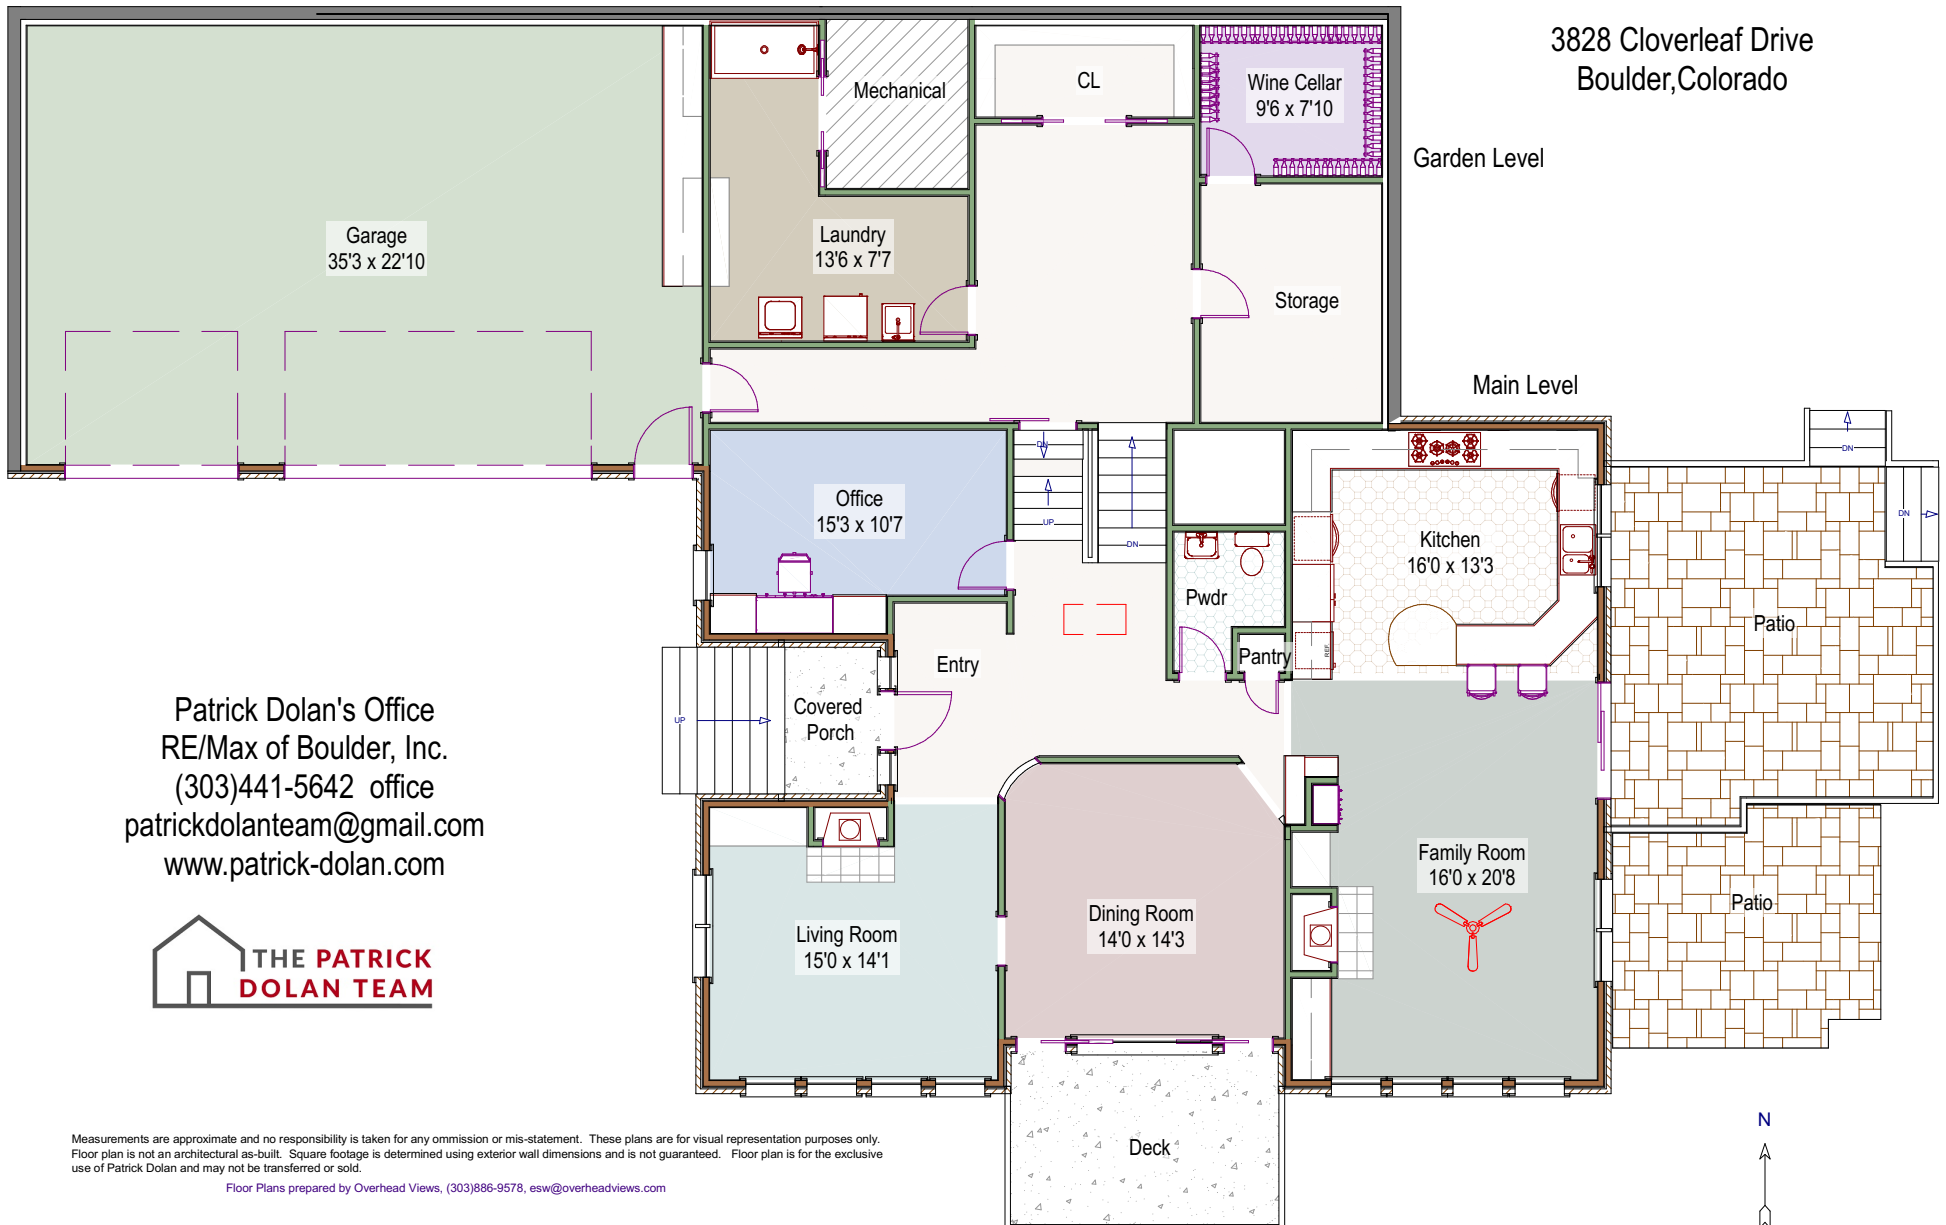 3828 Cloverleaf Drive
Boulder,Colorado
Mechanical
CL
Wine Cellar
9'6 x 7'10
Garden Level
Garage
35'3 x 22'10
Laundry
13'6 x 7'7
Storage
Main Level
DN
UP
DN
Office
15'3 x 10'7
Kitchen
16'0 x 13'3
DN
DN
Pwdr
Pantry
REF.
Patio
Entry
Covered
Porch
UP
Patrick Dolan's Office
RE/Max of Boulder, Inc.
(303)441-5642 office
patrickdolanteam@gmail.com
www.patrick-dolan.com
THE PATRICK
DOLAN TEAM
Living Room
15'0 x 14'1
Dining Room
14'0 x 14'3
Family Room
16'0 x 20'8
Patio
Deck
N
Measurements are approximate and no responsibility is taken for any ommission or mis-statement. These plans are for visual representation purposes only.
Floor plan is not an architectural as-built. Square footage is determined using exterior wall dimensions and is not guaranteed. Floor plan is for the exclusive
use of Patrick Dolan and may not be transferred or sold.
Floor Plans prepared by Overhead Views, (303)886-9578, esw@overheadviews.com